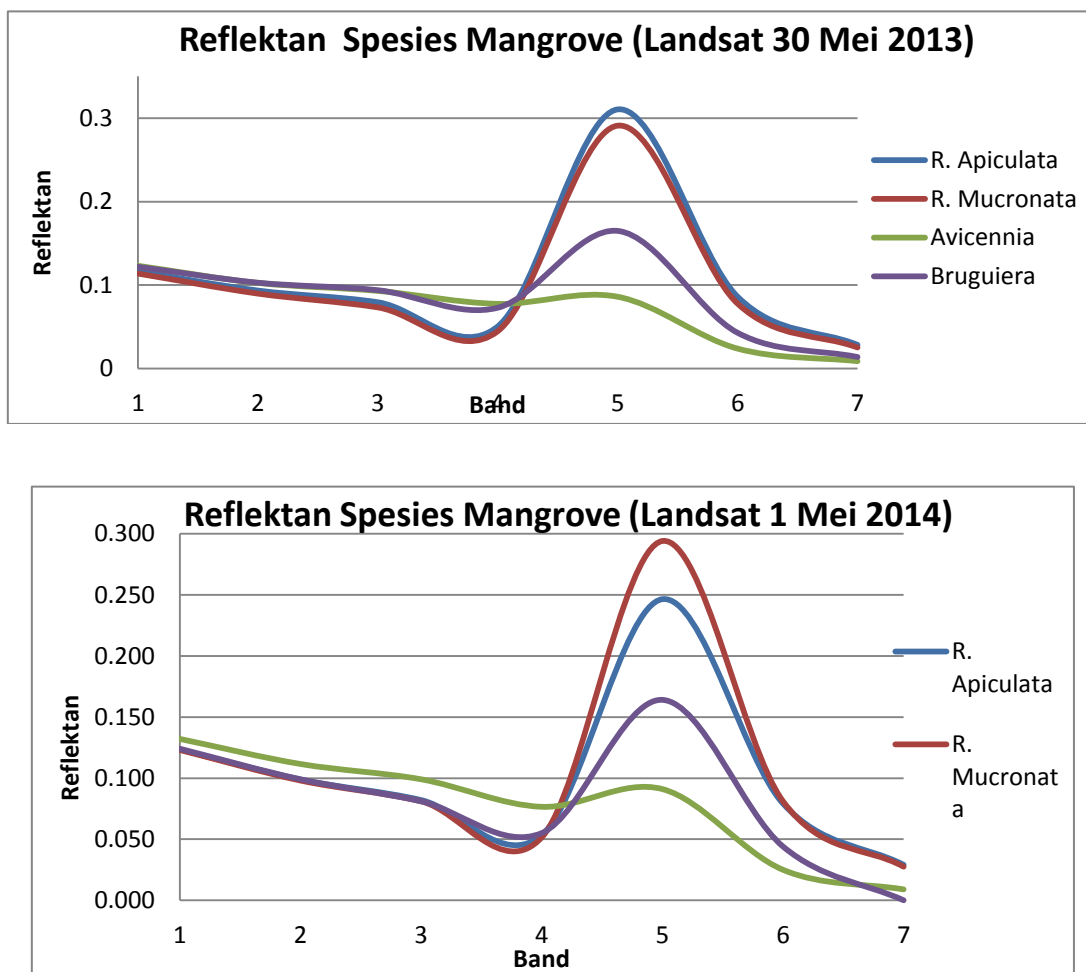 Reflektan Spesies Mangrove (Landsat 30 Mei 2013)
0.3
0.2
0.1
0
Reflektan
1 2 3 4 5 6 7
Band
R. Apiculata
R. Mucronata
Avicennia
Bruguiera
Reflektan Spesies Mangrove (Landsat 1 Mei 2014)
0.300
0.250
0.200
0.150
0.100
0.050
0.000
Reflektan
1 2 3 4 5 6 7
Band
R.
Apiculata
R.
Mucronat
a